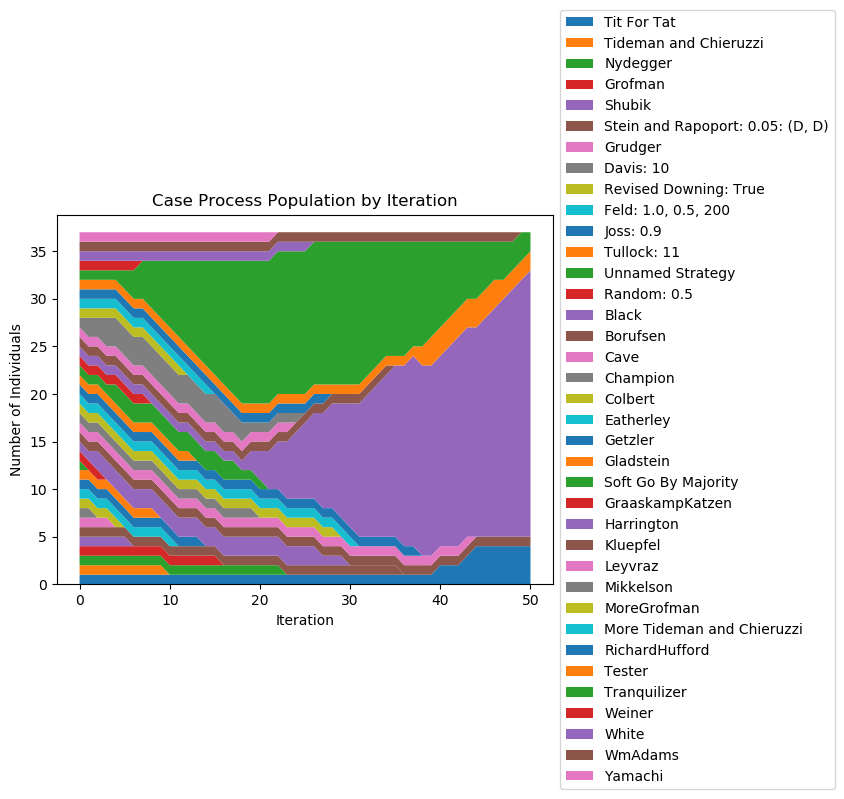 Case Process Population by Iteration
Number of Individuals
35
30
25
20
15
10
5
0
0 10 20 30 40 50
Iteration
Tit For Tat
Tideman and Chieruzzi
Nydegger
Grofman
Shubik
Stein and Rapoport: 0.05: (D, D)
Grudger
Davis: 10
Revised Downing: True
Feld: 1.0, 0.5, 200
Joss: 0.9
Tullock: 11
Unnamed Strategy
Random: 0.5
Black
Borufsen
Cave
Champion
Colbert
Eatherley
Getzler
Gladstein
Soft Go By Majority
GraaskampKatzen
Harrington
Kluepfel
Leyvraz
Mikkelson
MoreGrofman
More Tideman and Chieruzzi
RichardHufford
Tester
Tranquilizer
Weiner
White
WmAdams
Yamachi